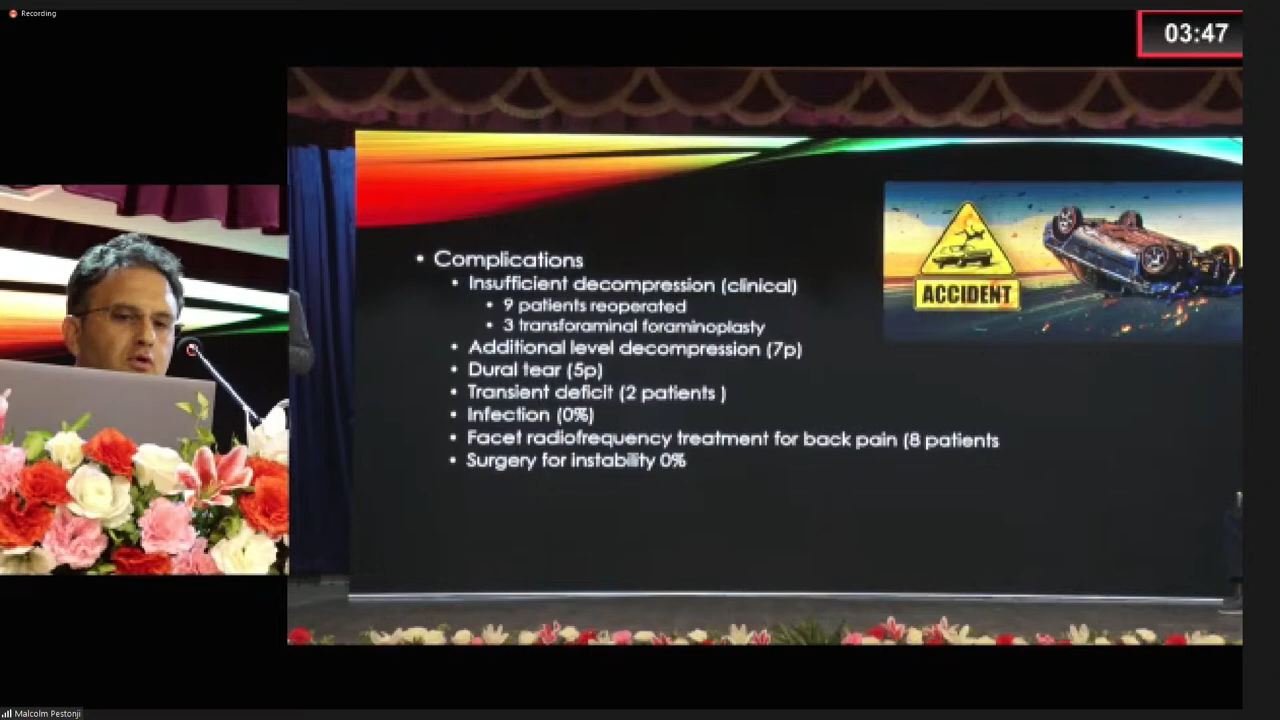 Recording
03:47
ACCIDENT
• Complications
• Insufficient decompression (clinical)
• 9 patients reoperated
• 3 transforaminal foraminoplasty
• Additional level decompression (7p)
• Dural tear (5p)
• Transient deficit (2 patients )
• Infection (0%)
• Facet radiofrequency treatment for back pain (8 patients
• Surgery for instability 0%
Malcolm Pestonji